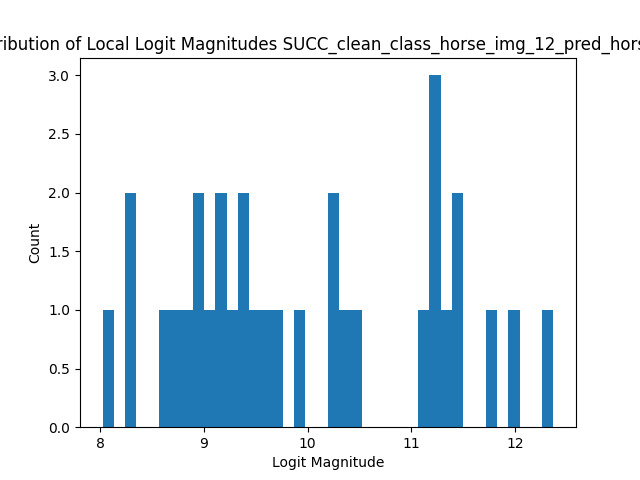 ribution of Local Logit Magnitudes SUCC_clean_class_horse_img_12_pred_hors
3.0
2.5
2.0
1.5
1.0
0.5
0.0
Count
8 9 10 11 12
Logit Magnitude